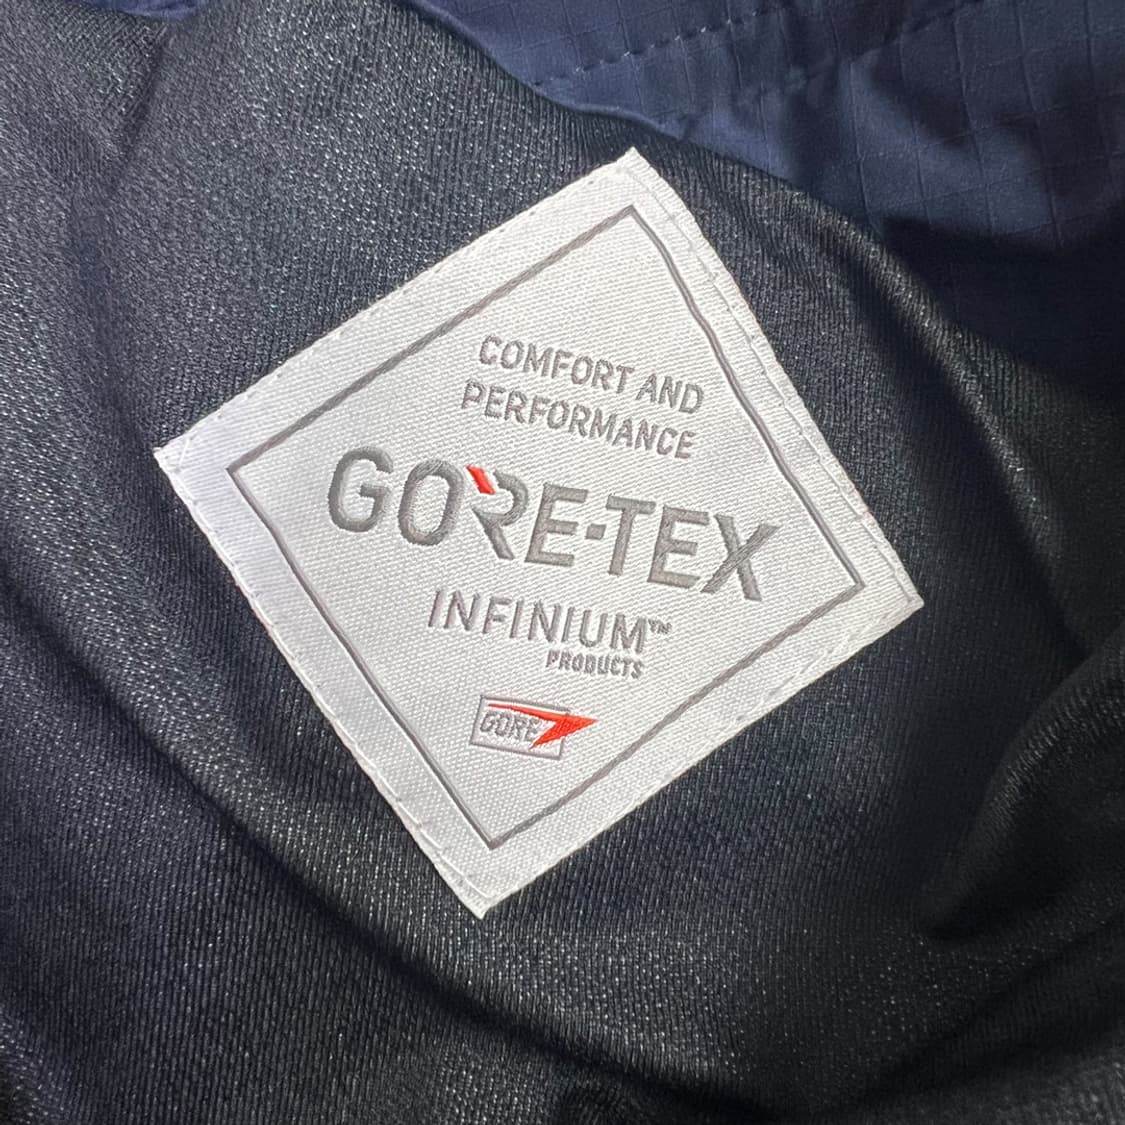 COMFORT AND
PERFORMANCE
GORE-TEX
INFINIUM™
PRODUCTS
GORE